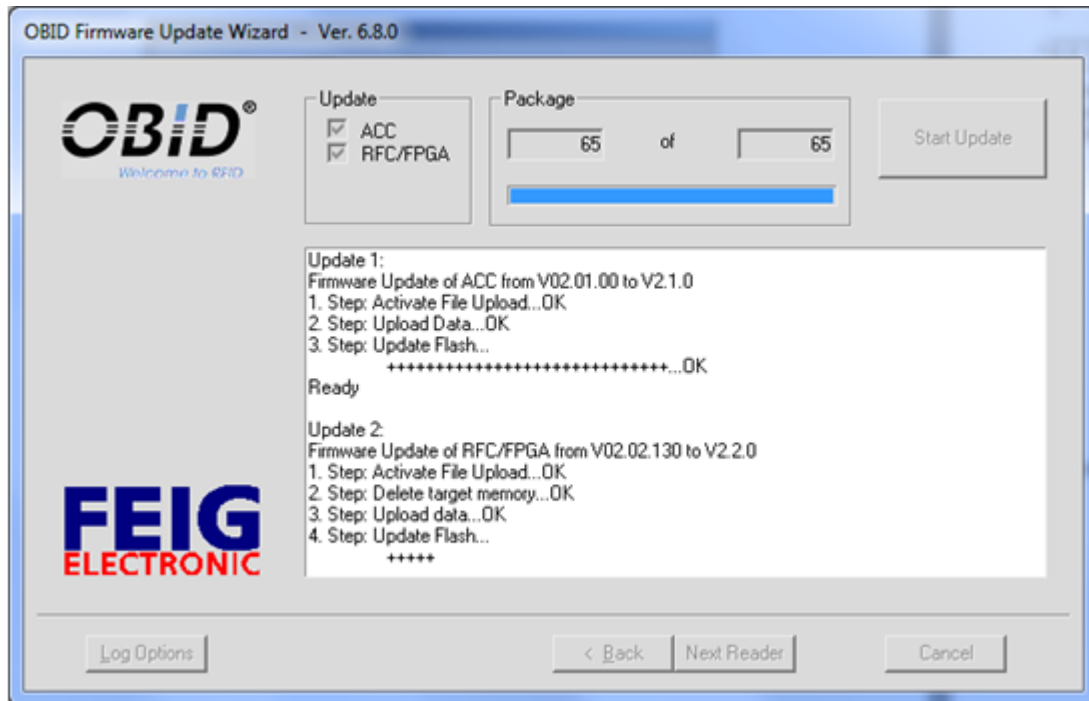 OBID Firmware Update Wizard - Ver. 6.8.0
OBiD®
Welcome to RFID
Update
ACC
RFC/FPGA
Package
65 of 65
Start Update
Update 1:
Firmware Update of ACC from V02.01.00 to V2.1.0
1. Step: Activate File Upload...OK
2. Step: Upload Data...OK
3. Step: Update Flash...
+++++++++++++++++++++++++++++...OK
Ready
Update 2:
Firmware Update of RFC/FPGA from V02.02.130 to V2.2.0
1. Step: Activate File Upload...OK
2. Step: Delete target memory...OK
3. Step: Upload data...OK
4. Step: Update Flash...
+++++
FEIG
ELECTRONIC
Log Options
< Back
Next Reader
Cancel